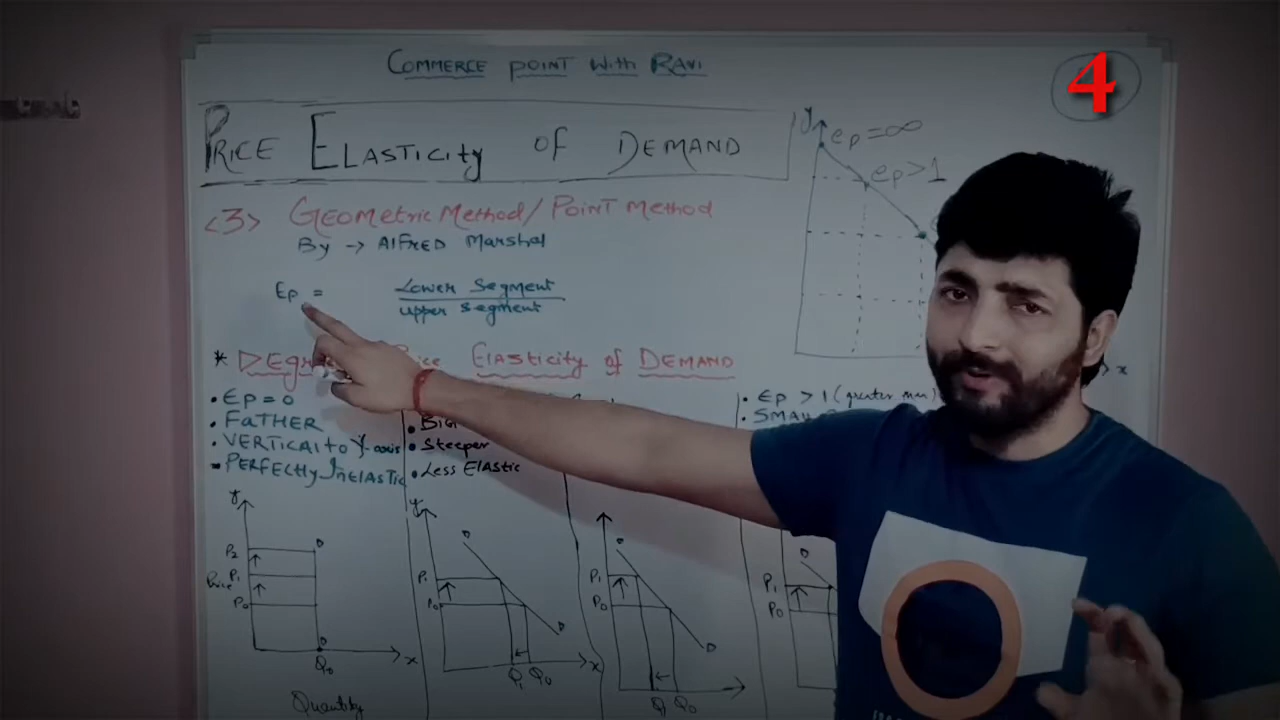 COMMERCE POINT With RAVI
4
PRICE ELASTICITY OF DEMAND
<3> GEOMETRIC METHOD/ POINT METHOD
By → AlFRED Marshal
Ep = Lower Segment
Upper Segment
y ep=∞
ep>1
x
* DEgr ice Elasticity of DEMAND
• EP = 0
• FATHER
• VERTICAl to Y-axis
- PERFECTly InElAStic
• BIG
• Steeper
• Less ElAStic
• EP > 1 (greater than)
• SMAll
y
D
P2
P1
Price
P0
D
Q0
x
Quantity
y
D
P1
P0
D
Q1 Q0
x
D
P1
P0
D
Q Q0
D
P1
P0